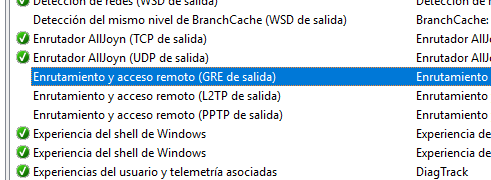 Detección de redes (WSD de salida) Detección de redes
Detección del mismo nivel de BranchCache (WSD de salida) BranchCache:
Enrutador AllJoyn (TCP de salida) Enrutador AllJoyn
Enrutador AllJoyn (UDP de salida) Enrutador AllJoyn
Enrutamiento y acceso remoto (GRE de salida) Enrutamiento
Enrutamiento y acceso remoto (L2TP de salida) Enrutamiento
Enrutamiento y acceso remoto (PPTP de salida) Enrutamiento
Experiencia del shell de Windows Experiencia de
Experiencia del shell de Windows Experiencia de
Experiencias del usuario y telemetría asociadas DiagTrack